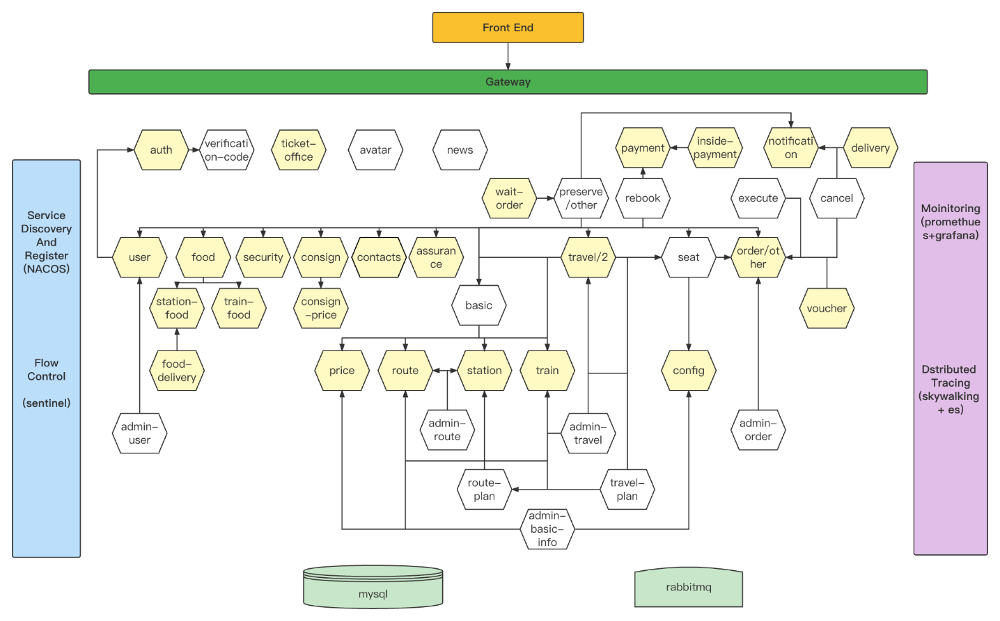 Front End
Gateway
auth
verificati
on-code
ticket-
office
avatar
news
payment
inside-
payment
notificati
on
delivery
wait-
order
preserve
/other
rebook
execute
cancel
Service
Discovery
And
Register
(NACOS)
Flow
Control
(sentinel)
Moinitoring
(promethue
s+grafana)
Dstributed
Tracing
(skywalking
+ es)
user
food
security
consign
contacts
assuran
ce
travel/2
seat
order/ot
her
station-
food
train-
food
consign
-price
basic
voucher
food-
delivery
price
route
station
train
config
admin-
user
admin-
route
admin-
travel
admin-
order
route-
plan
travel-
plan
admin-
basic-
info
mysql
rabbitmq